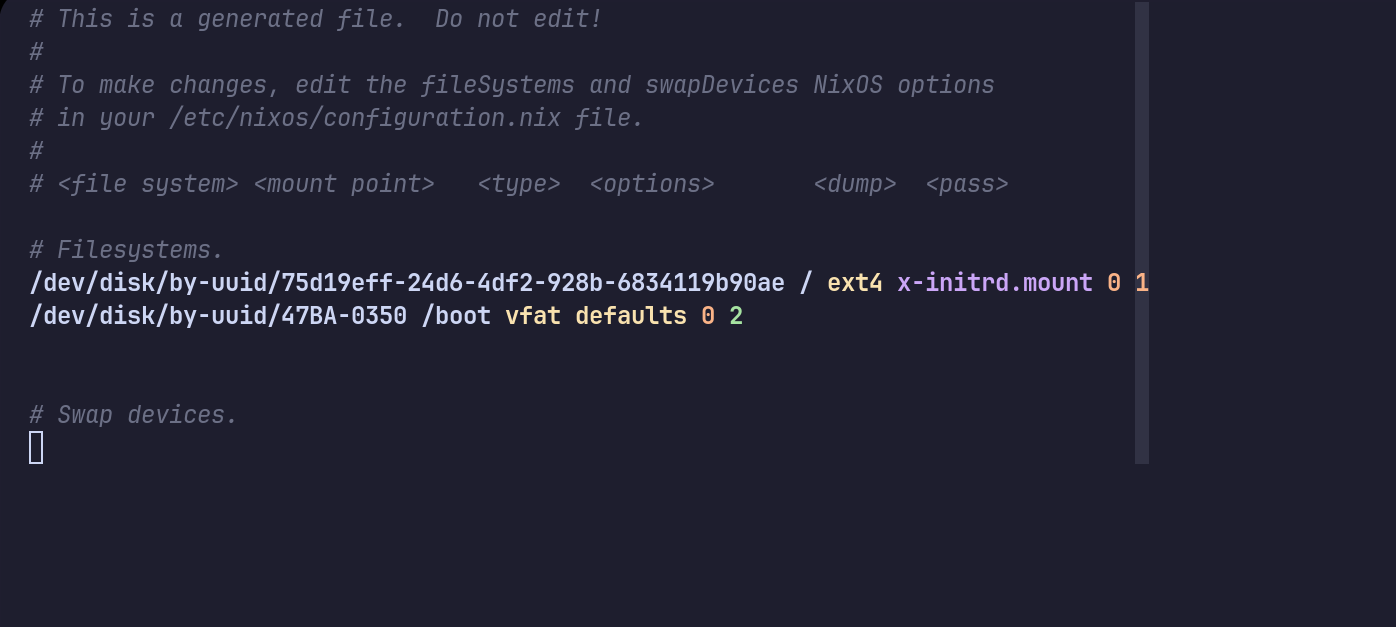 # This is a generated file.  Do not edit!
#
# To make changes, edit the fileSystems and swapDevices NixOS options
# in your /etc/nixos/configuration.nix file.
#
# <file system> <mount point>   <type>  <options>       <dump>  <pass>

# Filesystems.
/dev/disk/by-uuid/75d19eff-24d6-4df2-928b-6834119b90ae / ext4 x-initrd.mount 0 1
/dev/disk/by-uuid/47BA-0350 /boot vfat defaults 0 2


# Swap devices.